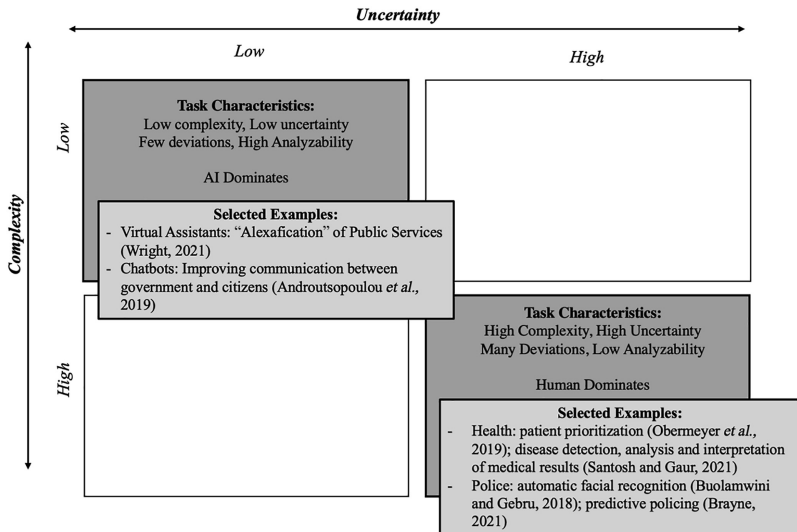 Uncertainty
Low
High
Complexity
Low
Task Characteristics:
Low complexity, Low uncertainty
Few deviations, High Analyzability
AI Dominates
Selected Examples:
- Virtual Assistants: “Alexafication” of Public Services
(Wright, 2021)
- Chatbots: Improving communication between
government and citizens (Androutsopoulou et al.,
2019)
High
Task Characteristics:
High Complexity, High Uncertainty
Many Deviations, Low Analyzability
Human Dominates
Selected Examples:
- Health: patient prioritization (Obermeyer et al.,
2019); disease detection, analysis and interpretation
of medical results (Santosh and Gaur, 2021)
- Police: automatic facial recognition (Buolamwini
and Gebru, 2018); predictive policing (Brayne,
2021)